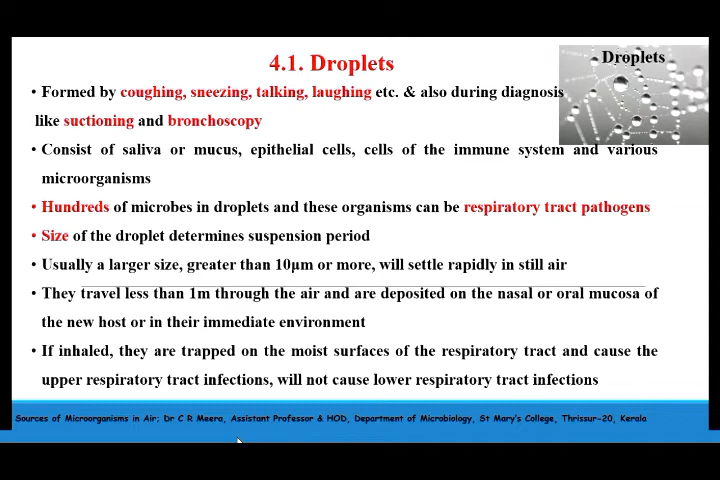 4.1. Droplets
Droplets
• Formed by coughing, sneezing, talking, laughing etc. & also during diagnosis
like suctioning and bronchoscopy
• Consist of saliva or mucus, epithelial cells, cells of the immune system and various
microorganisms
• Hundreds of microbes in droplets and these organisms can be respiratory tract pathogens
• Size of the droplet determines suspension period
• Usually a larger size, greater than 10µm or more, will settle rapidly in still air
• They travel less than 1m through the air and are deposited on the nasal or oral mucosa of
the new host or in their immediate environment
• If inhaled, they are trapped on the moist surfaces of the respiratory tract and cause the
upper respiratory tract infections, will not cause lower respiratory tract infections
Sources of Microorganisms in Air; Dr C R Meera, Assistant Professor & HOD, Department of Microbiology, St Mary's College, Thrissur-20, Kerala